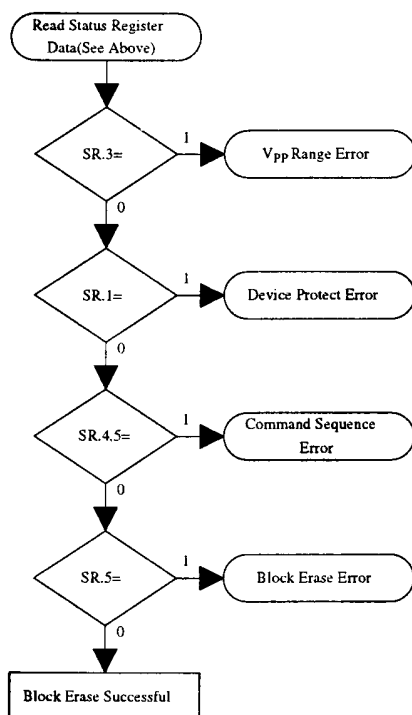 Read Status Register
Data(See Above)
SR.3=
1
VPP Range Error
0
SR.1=
1
Device Protect Error
0
SR.4.5=
1
Command Sequence
Error
0
SR.5=
1
Block Erase Error
0
Block Erase Successful